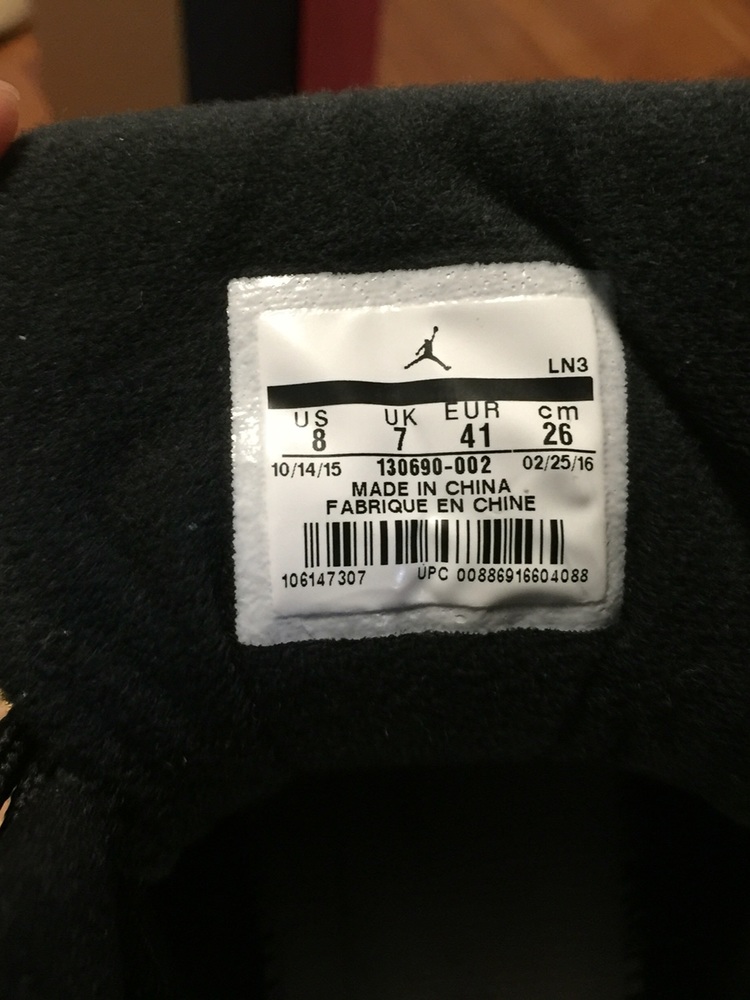 LN3
US UK EUR cm
8 7 41 26
10/14/15 130690-002 02/25/16
MADE IN CHINA
FABRIQUE EN CHINE
106147307 UPC 00886916604088